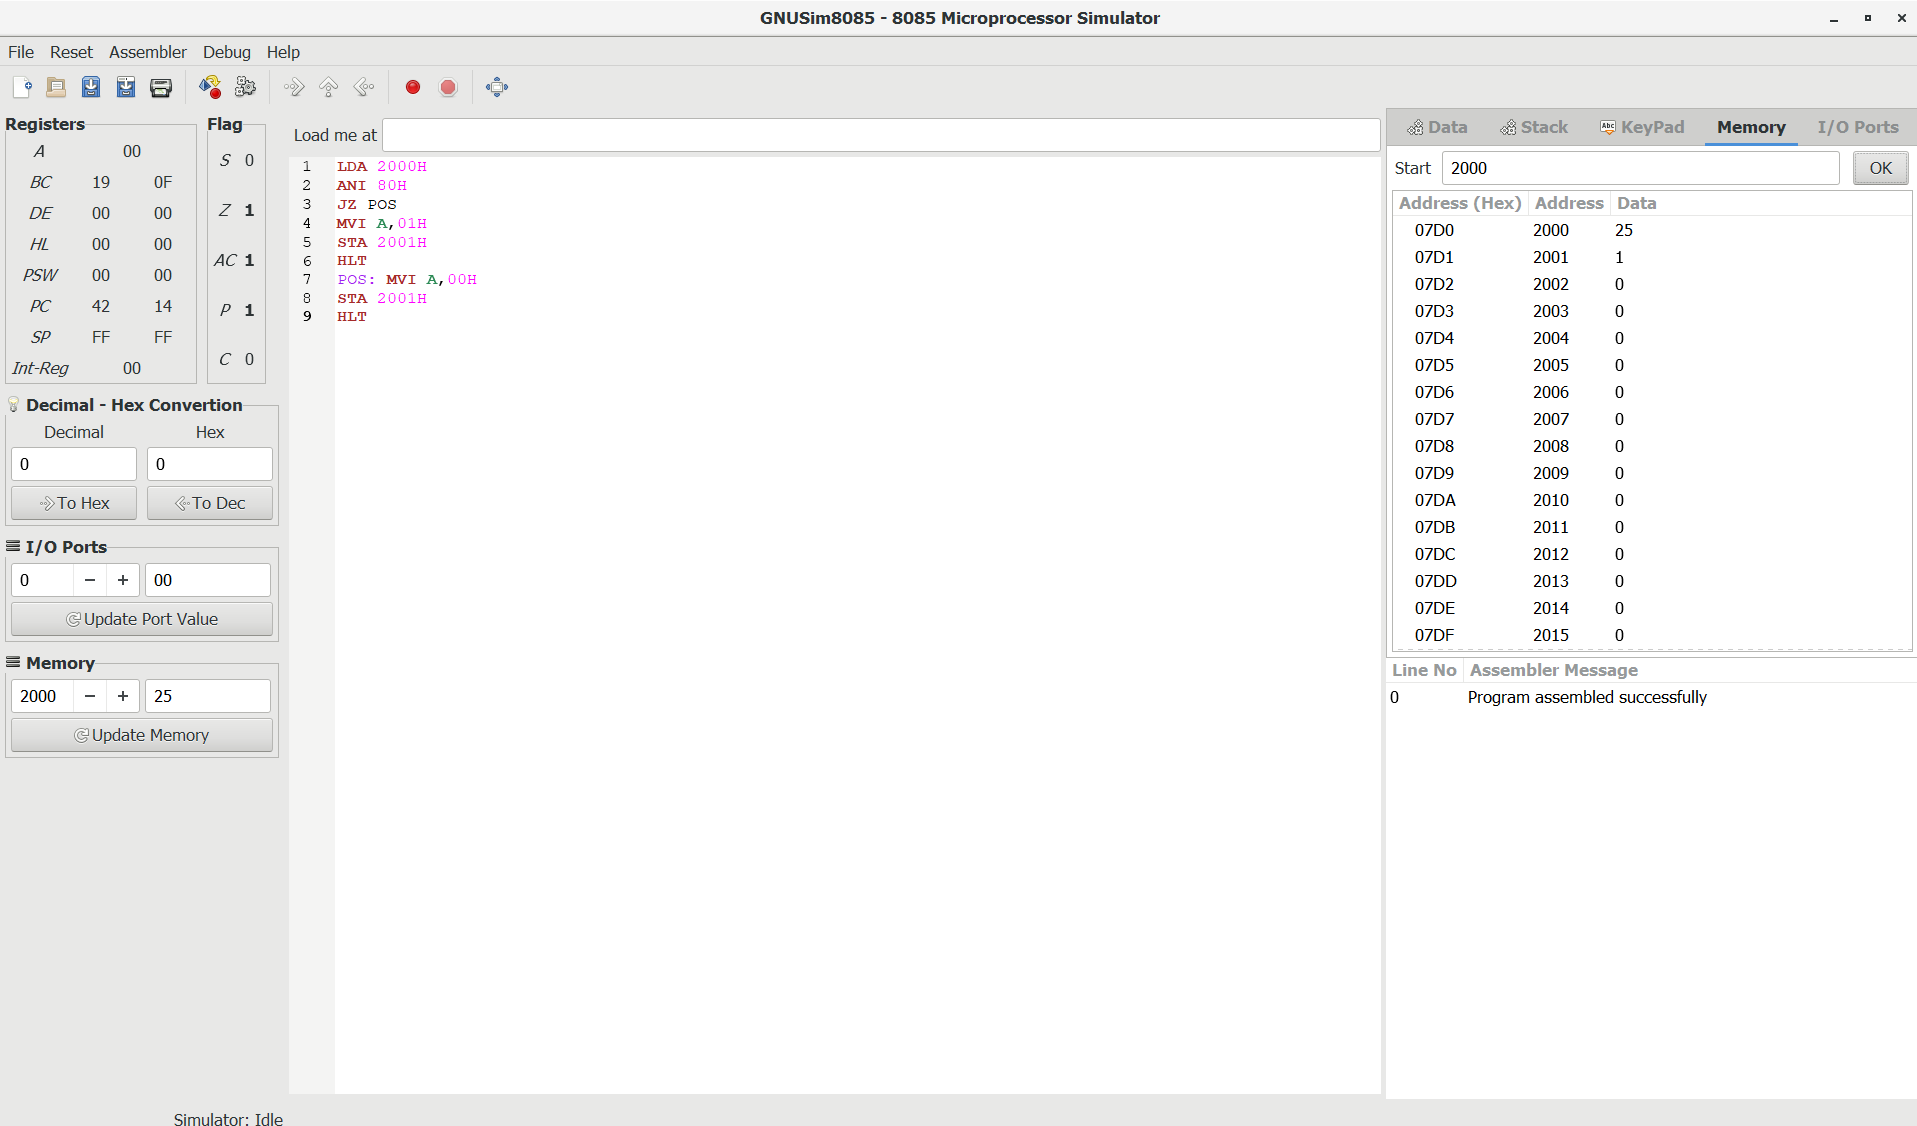 GNUSim8085 - 8085 Microprocessor Simulator
File Reset Assembler Debug Help
Registers
A 00
BC 19 0F
DE 00 00
HL 00 00
PSW 00 00
PC 42 14
SP FF FF
Int-Reg 00
Flag
S 0
Z 1
AC 1
P 1
C 0
Decimal - Hex Convertion
Decimal Hex
0 0
To Hex To Dec
I/O Ports
0 − + 00
Update Port Value
Memory
2000 − + 25
Update Memory
Load me at
1 LDA 2000H
2 ANI 80H
3 JZ POS
4 MVI A,01H
5 STA 2001H
6 HLT
7 POS: MVI A,00H
8 STA 2001H
9 HLT
Data Stack Abc KeyPad Memory I/O Ports
Start 2000 OK
Address (Hex) Address Data
07D0 2000 25
07D1 2001 1
07D2 2002 0
07D3 2003 0
07D4 2004 0
07D5 2005 0
07D6 2006 0
07D7 2007 0
07D8 2008 0
07D9 2009 0
07DA 2010 0
07DB 2011 0
07DC 2012 0
07DD 2013 0
07DE 2014 0
07DF 2015 0
Line No Assembler Message
0 Program assembled successfully
Simulator: Idle